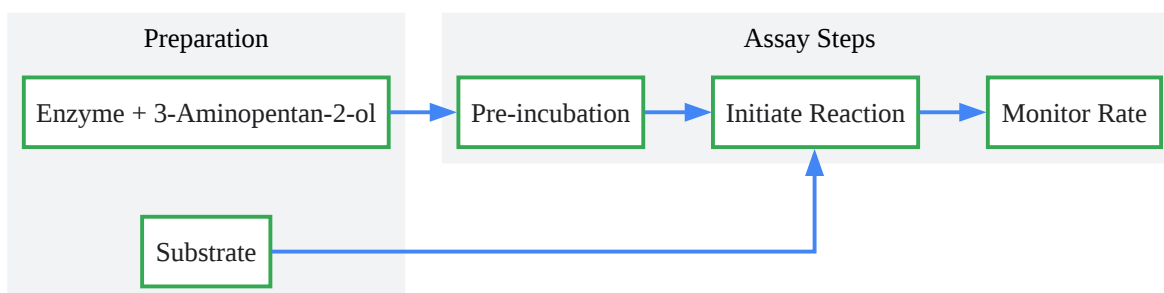 Preparation
Assay Steps
Enzyme + 3-Aminopentan-2-ol
Pre-incubation
Initiate Reaction
Monitor Rate
Substrate